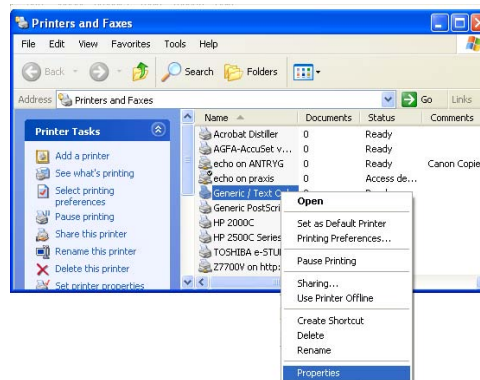 Printers and Faxes
File Edit View Favorites Tools Help
Back Search Folders
Address Printers and Faxes Go Links
Printer Tasks
Add a printer
See what's printing
Select printing
preferences
Pause printing
Share this printer
Rename this printer
Delete this printer
Set printer properties
Name Documents Status Comments
Acrobat Distiller 0 Ready
AGFA-AccuSet v... 0 Ready
echo on ANTRYG 0 Ready Canon Copie
echo on praxis 0 Access de...
Generic / Text
Generic PostScri
HP 2000C
HP 2500C Series
TOSHIBA e-STU
Z7700V on http:
Open
Set as Default Printer
Printing Preferences...
Pause Printing
Sharing...
Use Printer Offline
Create Shortcut
Delete
Rename
Properties